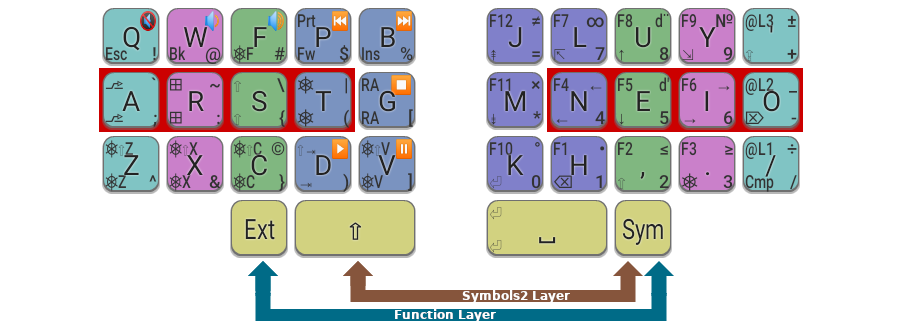 Prt F12 ≠ F7 ∞ F8 d¨ F9 № @L3 ±
Q W F P B J L U Y ;
Esc ! Bk @ ❄F # Fw $ Ins % ⇞ = ⇱ 7 ↑ 8 ⇲ 9 ⇧ +
` ~ ⇧ \ ❄ | RA F11 × F4 ← F5 d' F6 → @L2 _
A R S T G M N E I O
; : ⇧ { ❄ ( RA [ ⇟ * ← 4 ↓ 5 → 6 ⌦ -
❄⇧Z ❄⇧X ❄⇧C © ⇧ ❄⇧V F10 ° F1 • F2 ≤ F3 ≥ @L1 ÷
Z X C D V K H , . /
❄Z ^ ❄X & ❄C } ⇥ ) ❄V ] ⏎ 0 ⌫ 1 ⇧ 2 ❄ 3 Cmp /
Ext ⇧ ⏎ ␣ ⏎ Sym
Symbols2 Layer
Function Layer